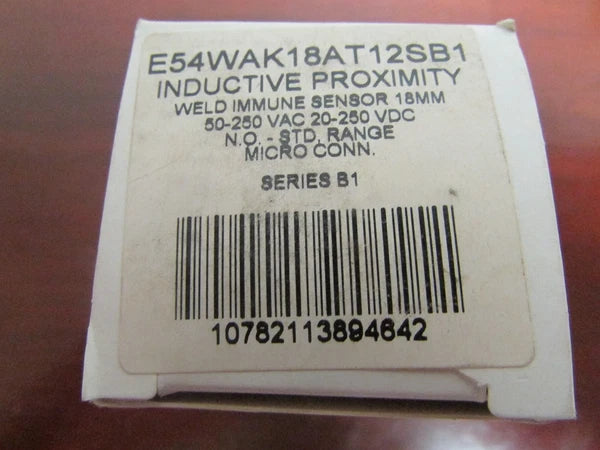 E54WAK18AT12SB1
INDUCTIVE PROXIMITY
WELD IMMUNE SENSOR 18MM
50-250 VAC 20-250 VDC
N.O. - STD. RANGE
MICRO CONN.
SERIES B1
10782113894642